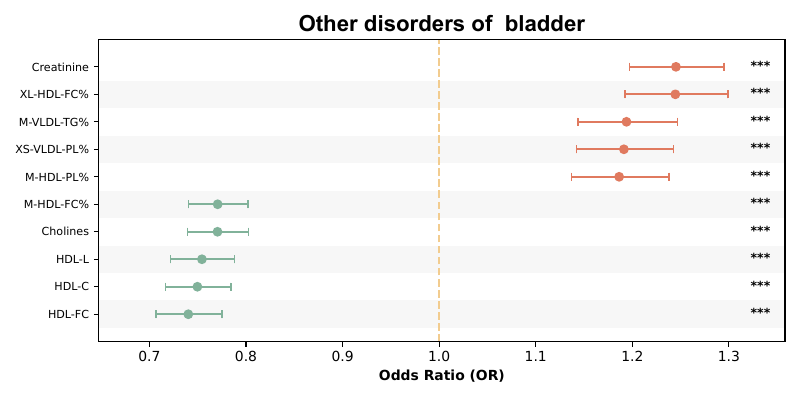 Other disorders of  bladder
Creatinine ***
XL-HDL-FC% ***
M-VLDL-TG% ***
XS-VLDL-PL% ***
M-HDL-PL% ***
M-HDL-FC% ***
Cholines ***
HDL-L ***
HDL-C ***
HDL-FC ***
0.7 0.8 0.9 1.0 1.1 1.2 1.3
Odds Ratio (OR)